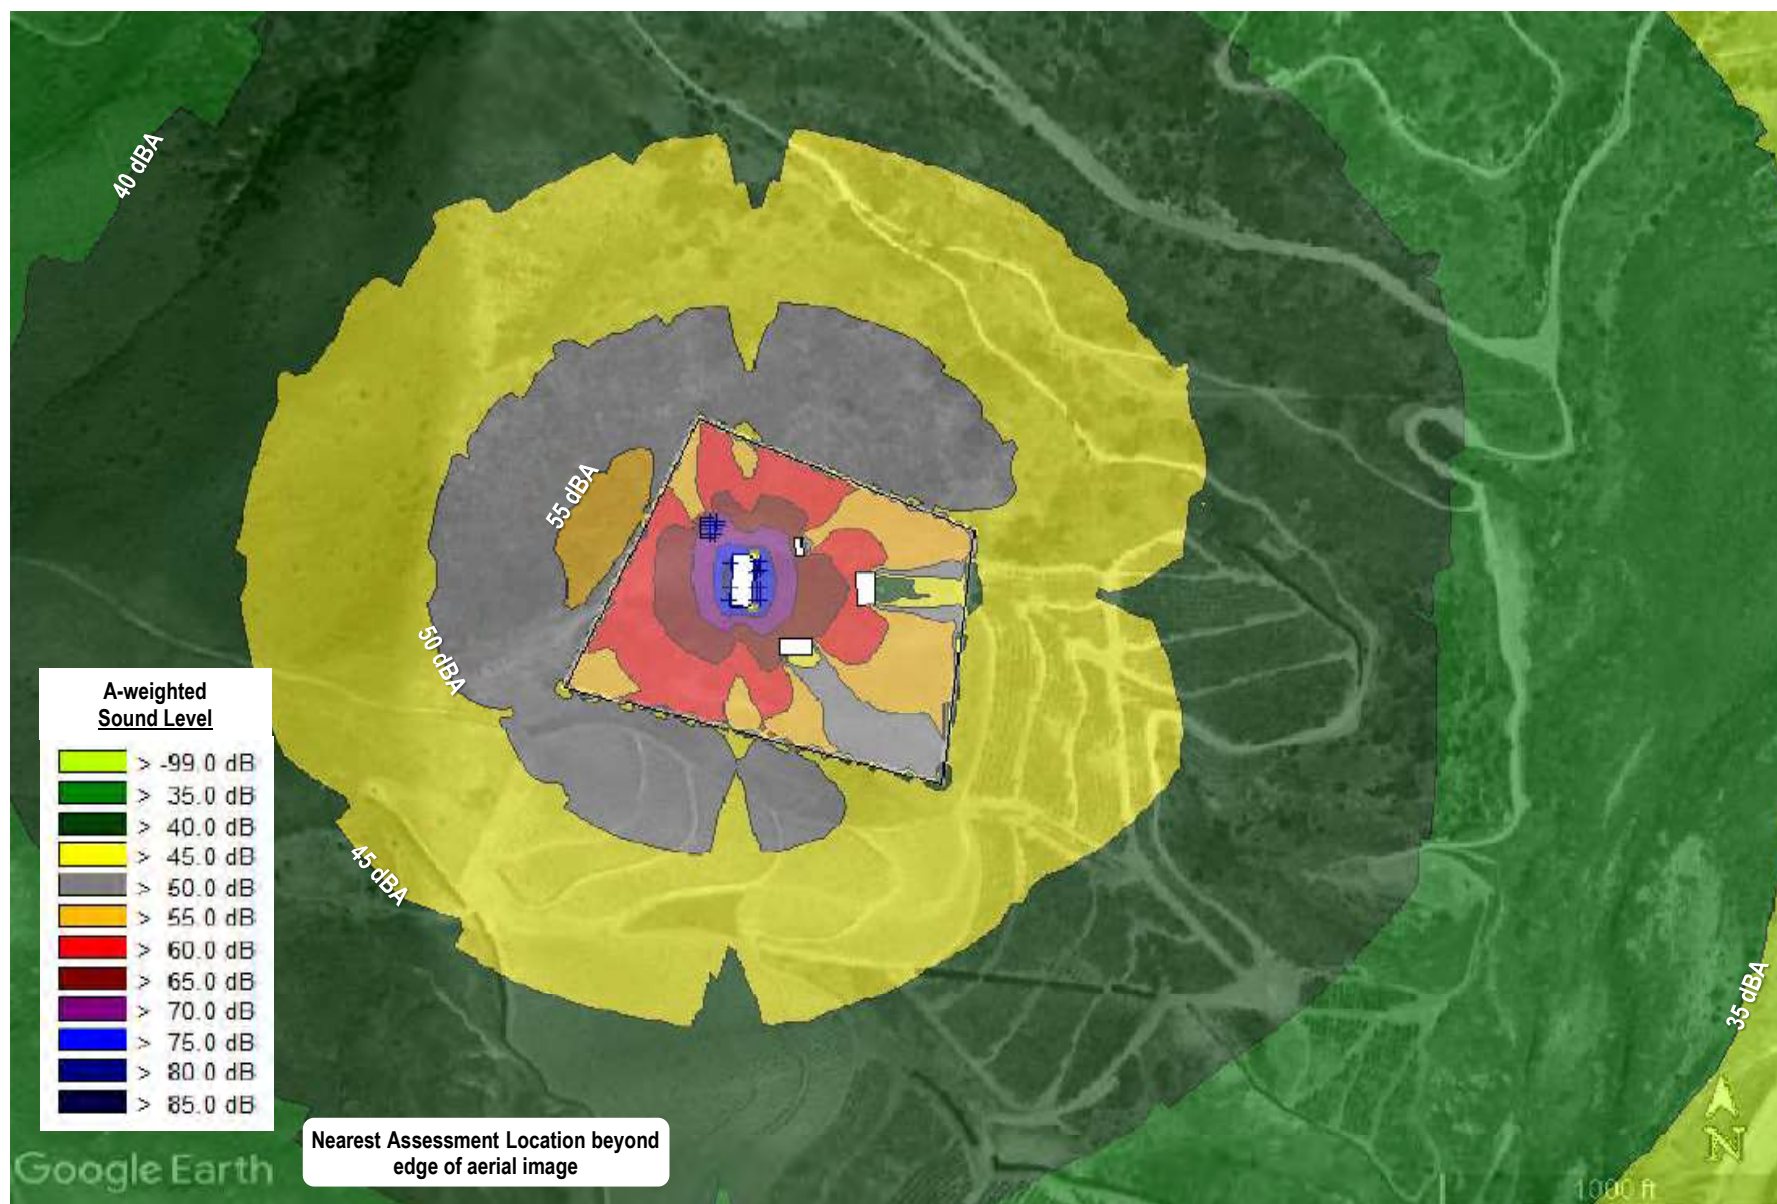 40 dBA
55 dBA
50 dBA
45 dBA
35 dBA
A-weighted
Sound Level
> -99.0 dB
> 35.0 dB
> 40.0 dB
> 45.0 dB
> 50.0 dB
> 55.0 dB
> 60.0 dB
> 65.0 dB
> 70.0 dB
> 75.0 dB
> 80.0 dB
> 85.0 dB
Nearest Assessment Location beyond
edge of aerial image
Google Earth
N
1000 ft